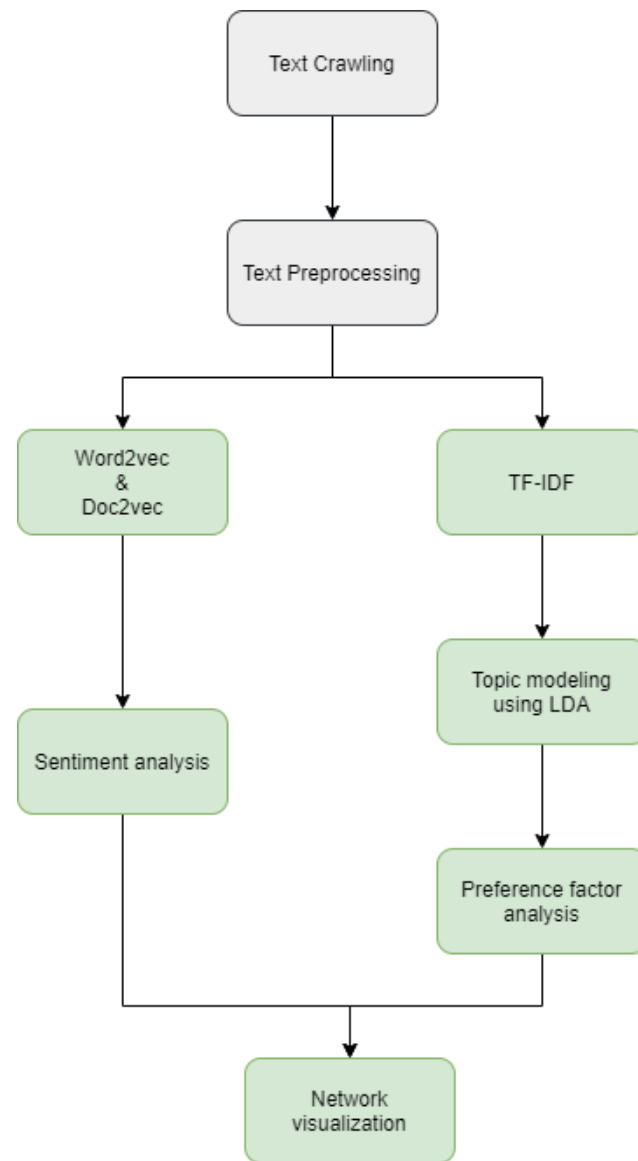 Text Crawling
Text Preprocessing
Word2vec
&
Doc2vec
TF-IDF
Topic modeling
using LDA
Sentiment analysis
Preference factor
analysis
Network
visualization